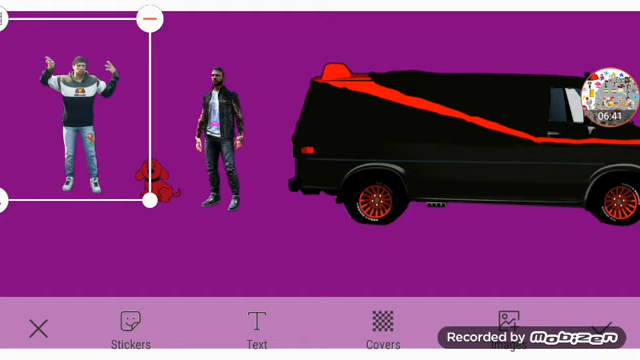 06:41
Stickers
Text
Covers
Images
Recorded by Mobizen